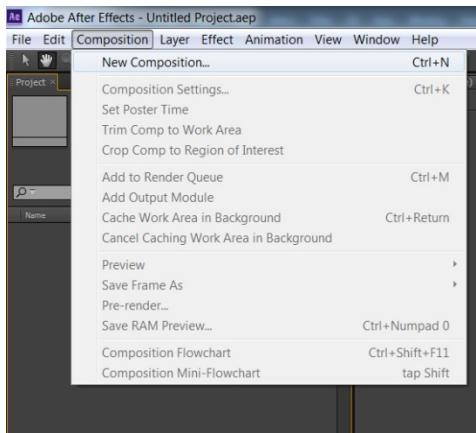 Ae Adobe After Effects - Untitled Project.aep
File Edit Composition Layer Effect Animation View Window Help
New Composition... Ctrl+N
Project ×
Composition Settings... Ctrl+K
Set Poster Time
Trim Comp to Work Area
Crop Comp to Region of Interest
Add to Render Queue Ctrl+M
Add Output Module
Name
Cache Work Area in Background Ctrl+Return
Cancel Caching Work Area in Background
Preview
Save Frame As
Pre-render...
Save RAM Preview... Ctrl+Numpad 0
Composition Flowchart Ctrl+Shift+F11
Composition Mini-Flowchart tap Shift